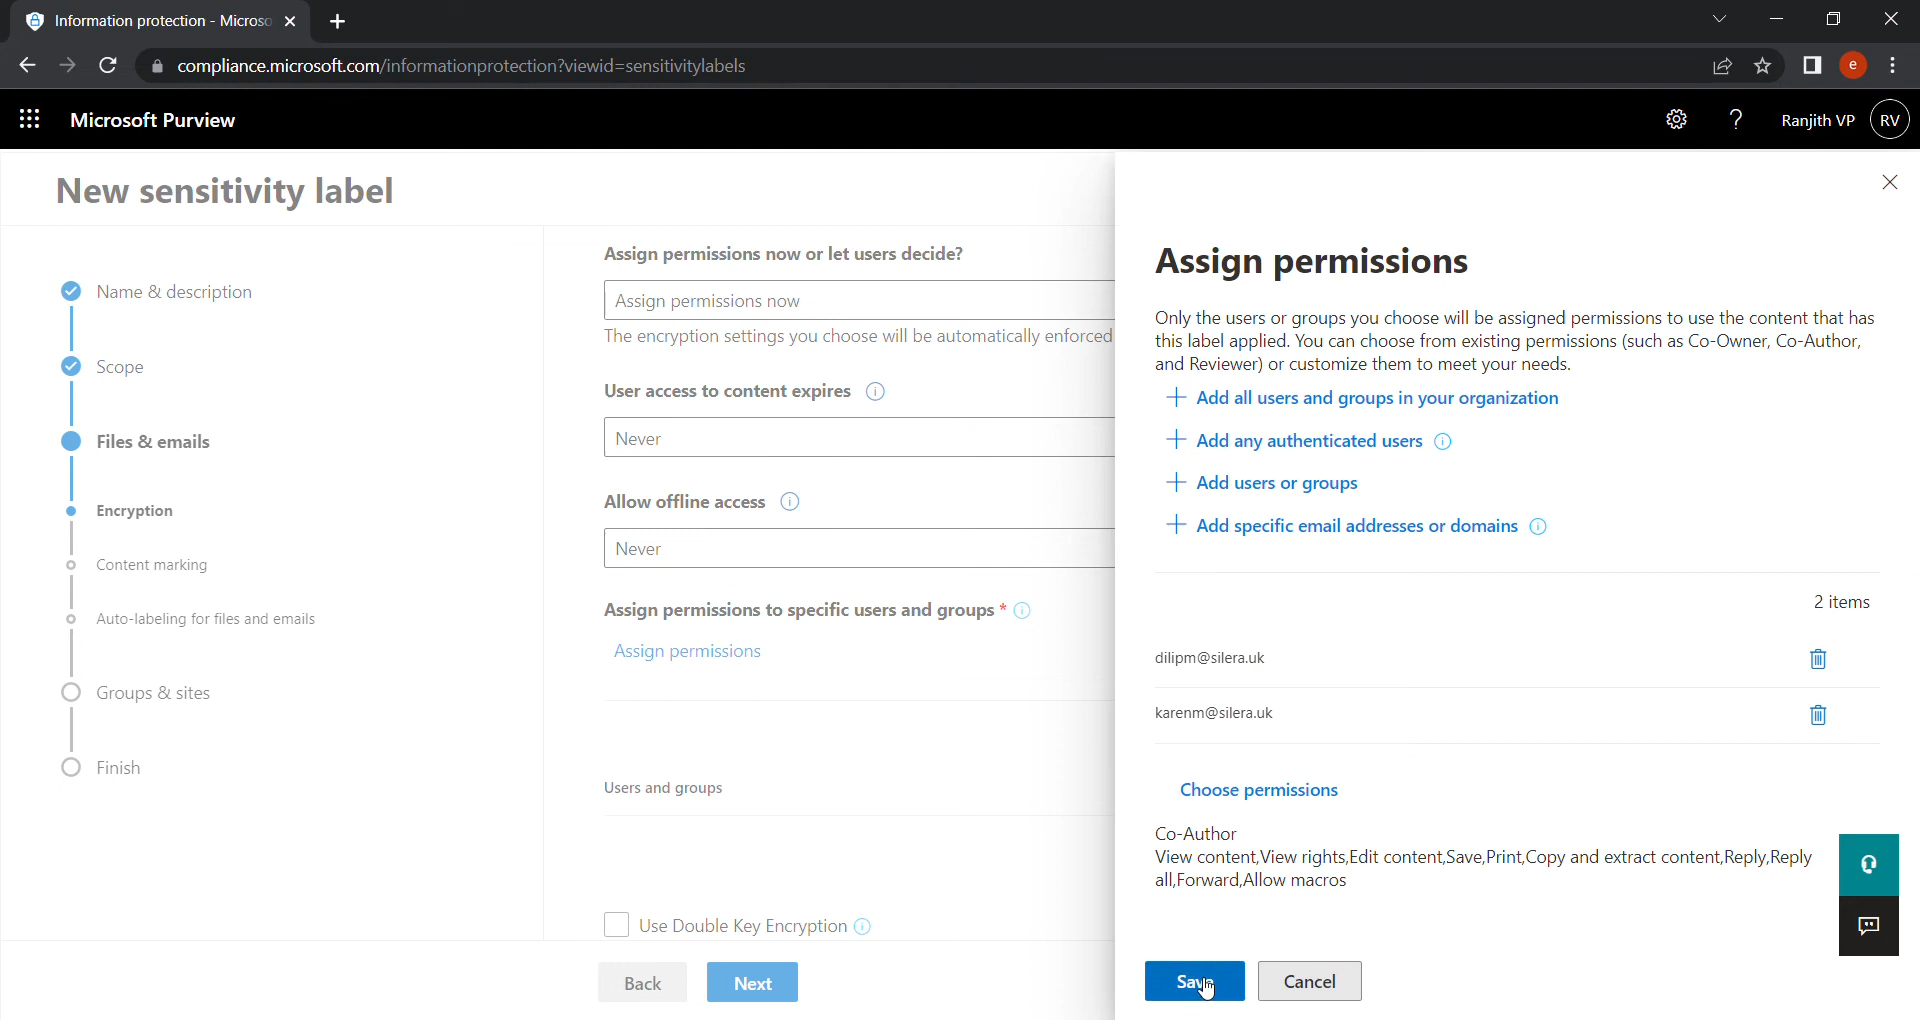 Information protection - Microso
compliance.microsoft.com/informationprotection?viewid=sensitivitylabels
e
Microsoft Purview
Ranjith VP
RV
New sensitivity label
Name & description
Scope
Files & emails
Encryption
Content marking
Auto-labeling for files and emails
Groups & sites
Finish
Assign permissions now or let users decide?
Assign permissions now
The encryption settings you choose will be automatically enforced
User access to content expires
Never
Allow offline access
Never
Assign permissions to specific users and groups *
Assign permissions
Users and groups
Use Double Key Encryption
Back
Next
Assign permissions
Only the users or groups you choose will be assigned permissions to use the content that has
this label applied. You can choose from existing permissions (such as Co-Owner, Co-Author,
and Reviewer) or customize them to meet your needs.
+ Add all users and groups in your organization
+ Add any authenticated users
+ Add users or groups
+ Add specific email addresses or domains
2 items
dilipm@silera.uk
karenm@silera.uk
Choose permissions
Co-Author
View content,View rights,Edit content,Save,Print,Copy and extract content,Reply,Reply
all,Forward,Allow macros
Save
Cancel